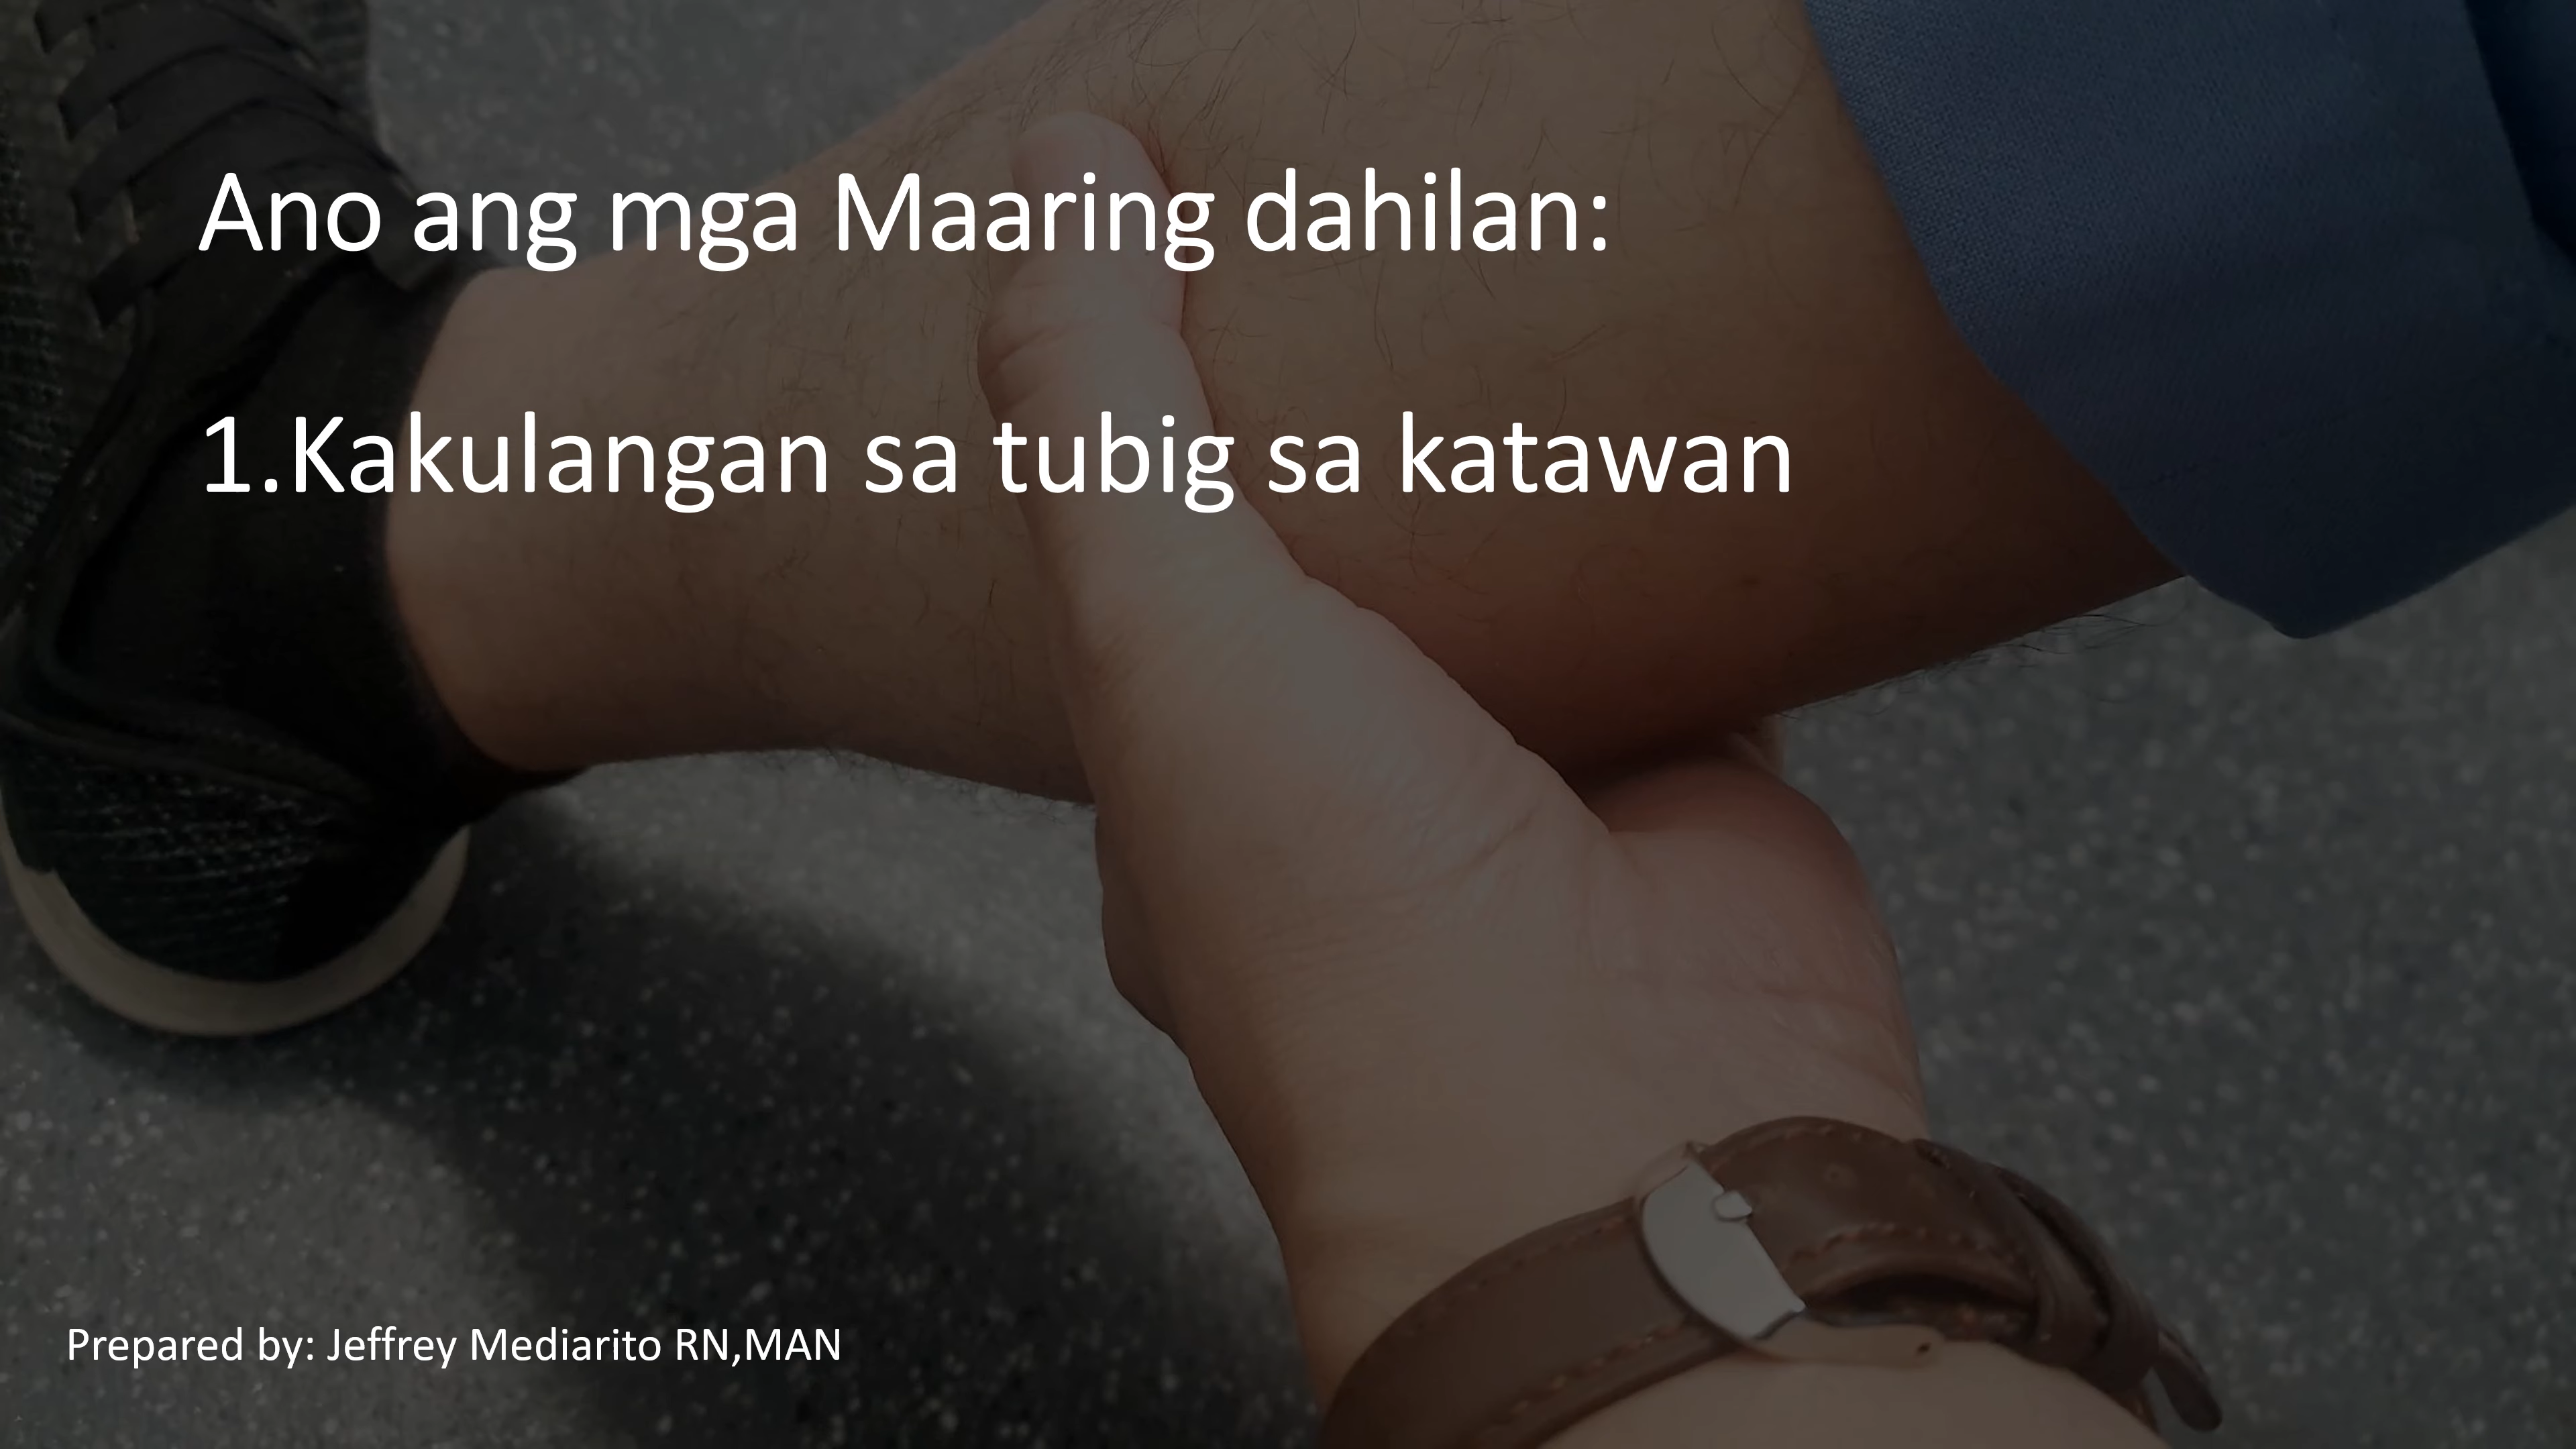 Ano ang mga Maaring dahilan:
1.Kakulangan sa tubig sa katawan
Prepared by: Jeffrey Mediarito RN,MAN